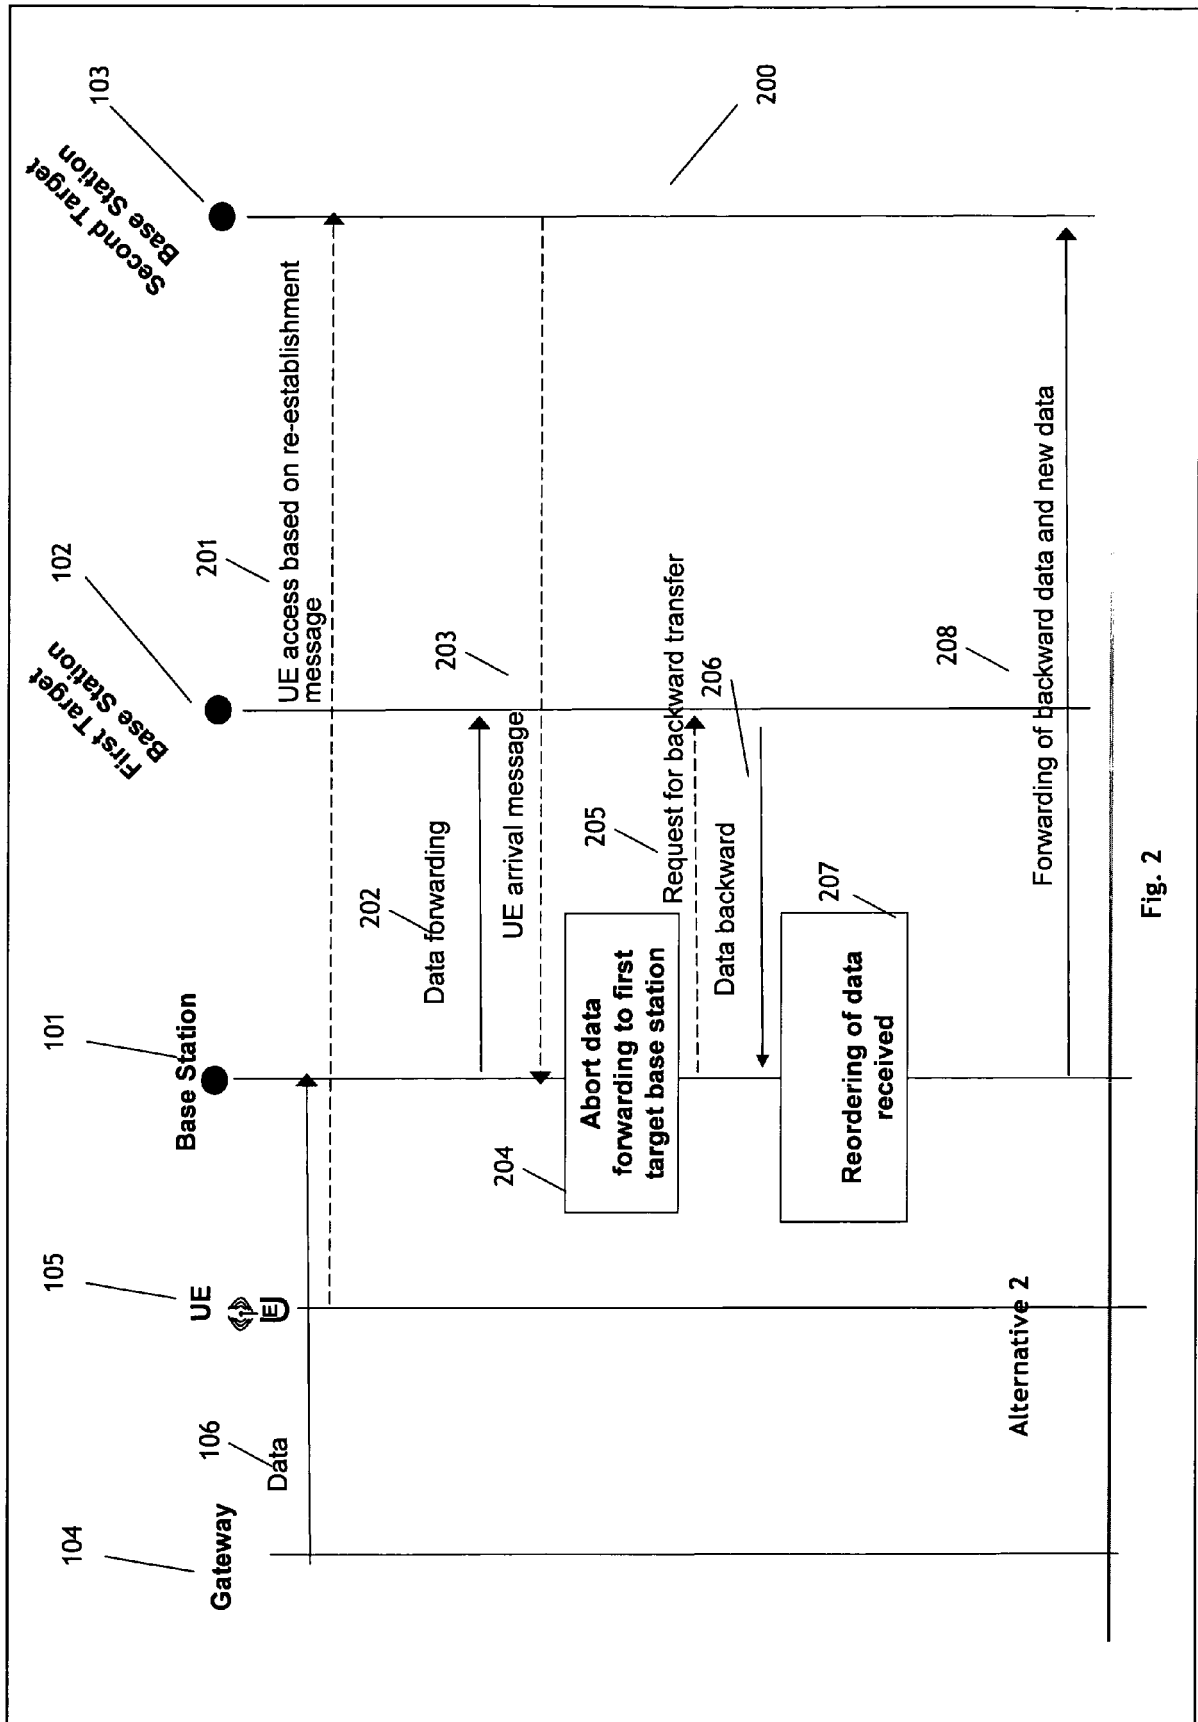 104
Gateway
106
Data
105
UE
UE
101
Base Station
102
First Target
Base Station
103
Second Target
Base Station
201
UE access based on re-establishment
message
202
Data forwarding
203
UE arrival message
204
Abort data
forwarding to first
target base station
205
Request for backward transfer
206
Data backward
207
Reordering of data
received
208
Forwarding of backward data and new data
200
Alternative 2
Fig. 2